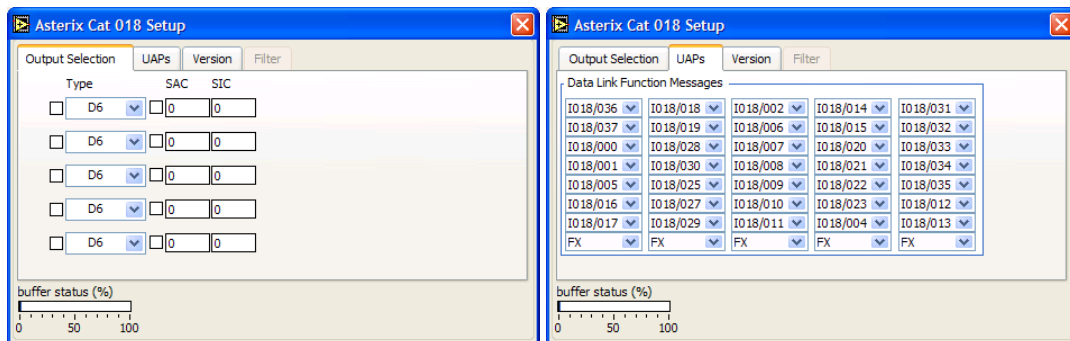 Asterix Cat 018 Setup
Output Selection UAPs Version Filter
Type SAC SIC
D6 0 0
D6 0 0
D6 0 0
D6 0 0
D6 0 0
buffer status (%)
0 50 100
Asterix Cat 018 Setup
Output Selection UAPs Version Filter
Data Link Function Messages
I018/036 I018/018 I018/002 I018/014 I018/031
I018/037 I018/019 I018/006 I018/015 I018/032
I018/000 I018/028 I018/007 I018/020 I018/033
I018/001 I018/030 I018/008 I018/021 I018/034
I018/005 I018/025 I018/009 I018/022 I018/035
I018/016 I018/027 I018/010 I018/023 I018/012
I018/017 I018/029 I018/011 I018/004 I018/013
FX FX FX FX FX
buffer status (%)
0 50 100